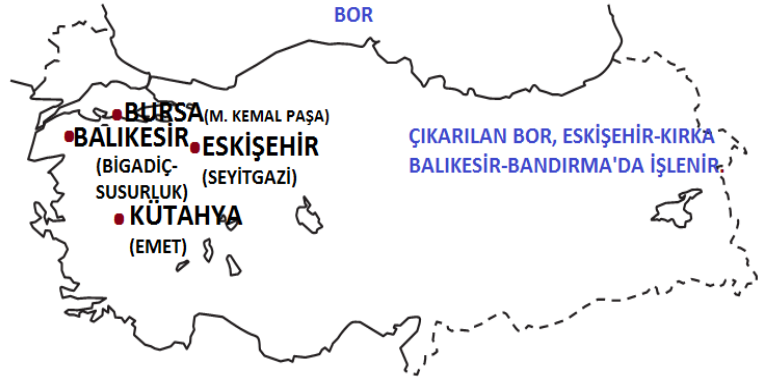 BOR
BURSA(M. KEMAL PAŞA)
BALIKESİR
(BİGADİÇ-
SUSURLUK)
ESKİŞEHİR
(SEYİTGAZİ)
KÜTAHYA
(EMET)
ÇIKARILAN BOR, ESKİŞEHİR-KIRKA
BALIKESİR-BANDIRMA'DA İŞLENİR.